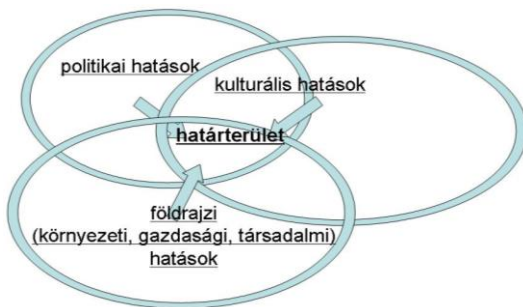 politikai hatások
kulturális hatások
határterület
földrajzi
(környezeti, gazdasági, társadalmi)
hatások